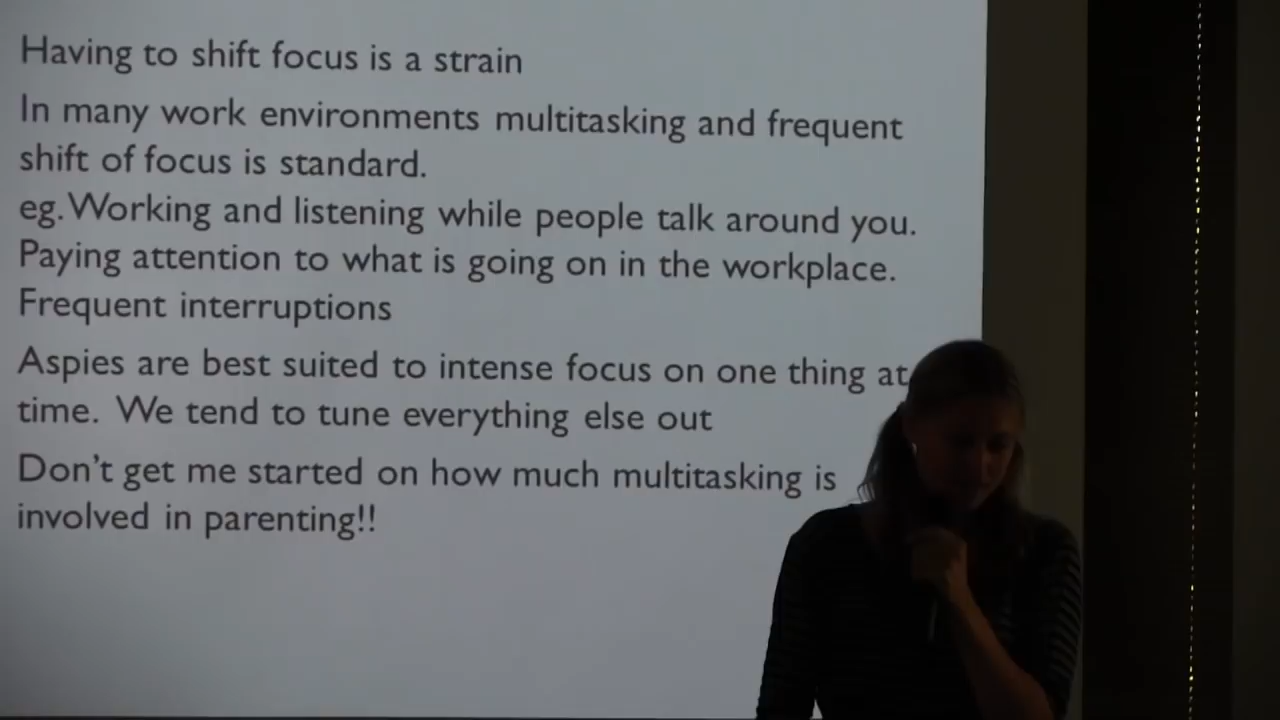 Having to shift focus is a strain
In many work environments multitasking and frequent
shift of focus is standard.
eg. Working and listening while people talk around you.
Paying attention to what is going on in the workplace.
Frequent interruptions
Aspies are best suited to intense focus on one thing at
time. We tend to tune everything else out
Don't get me started on how much multitasking is
involved in parenting!!